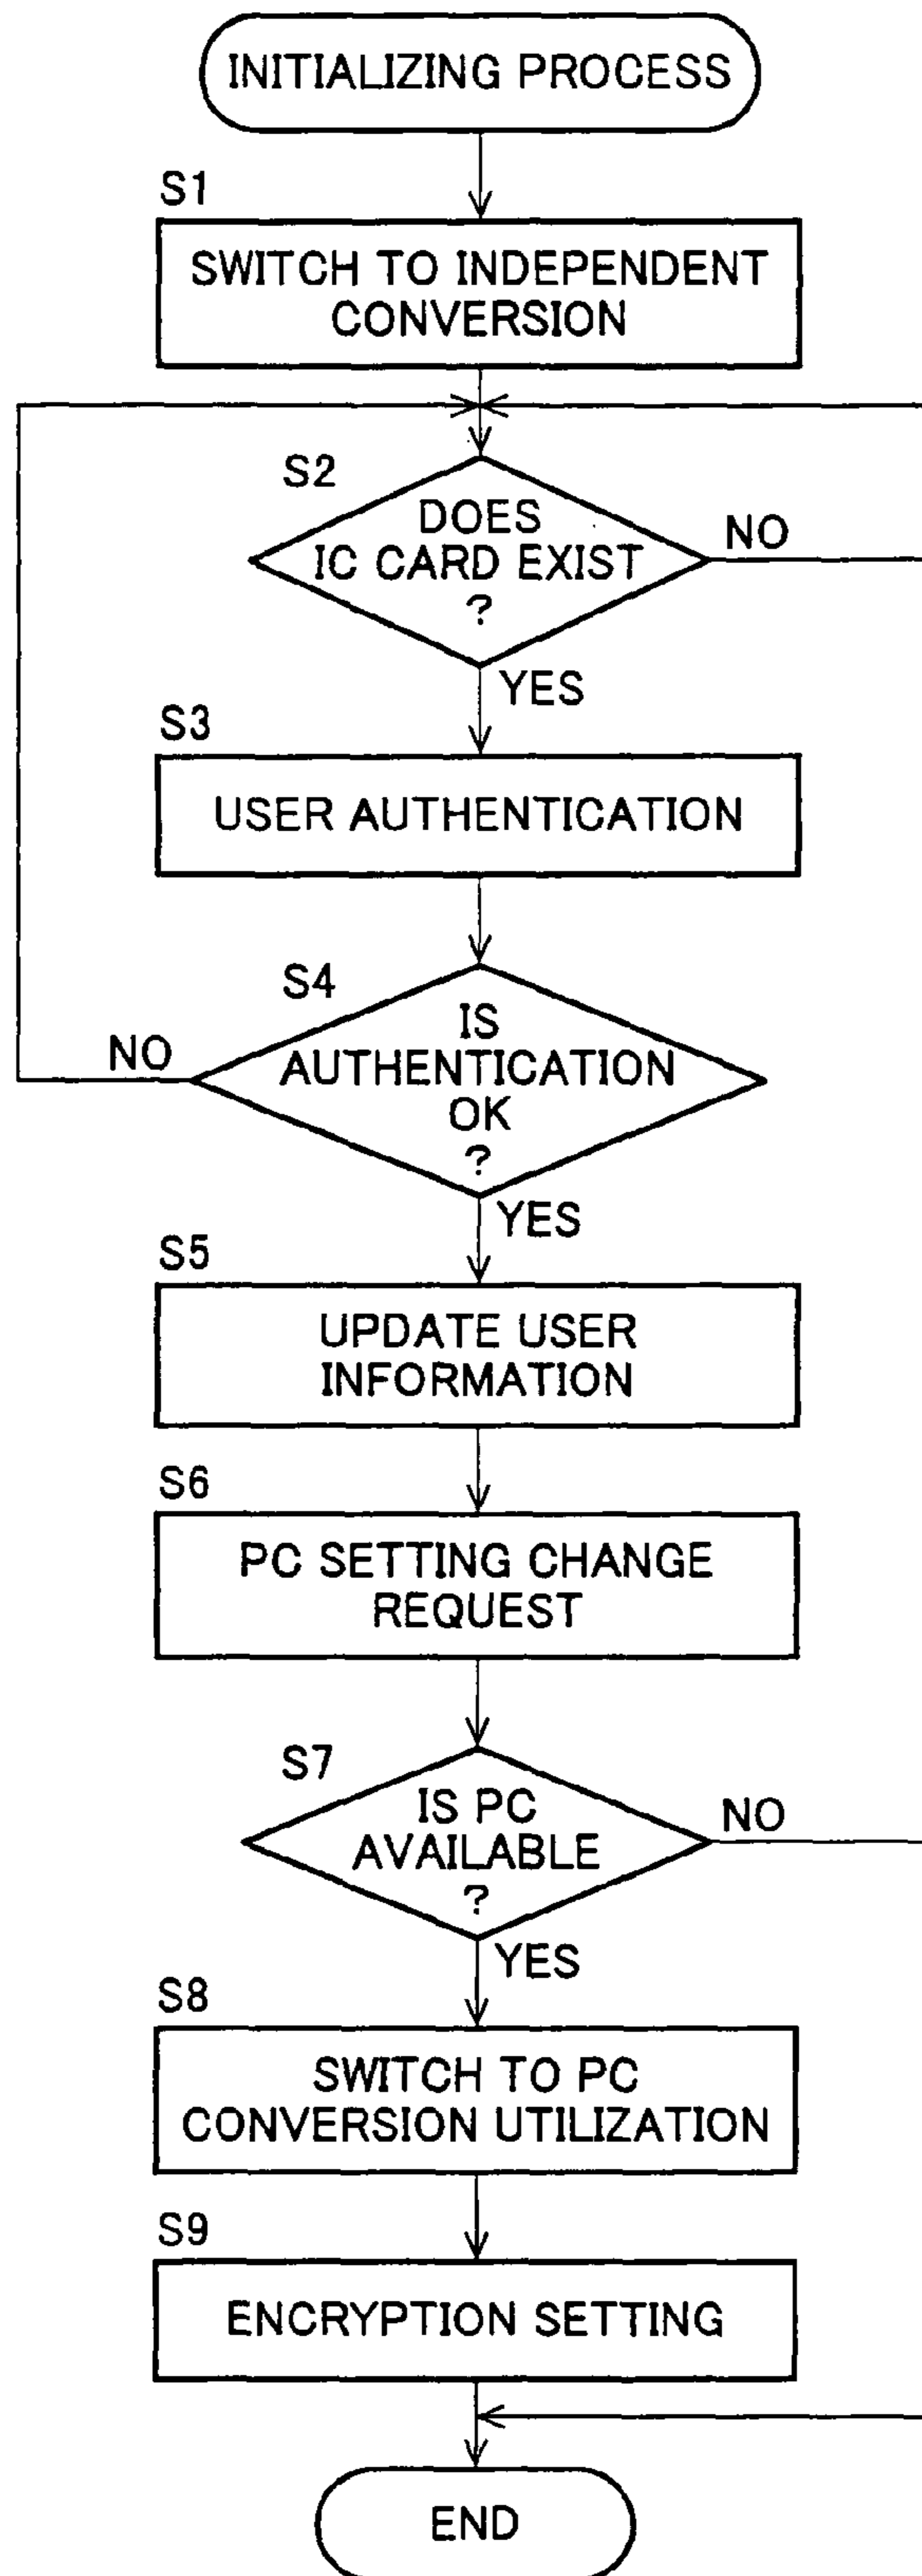 INITIALIZING PROCESS
S1
SWITCH TO INDEPENDENT
CONVERSION
S2
DOES
IC CARD EXIST
?
NO
YES
S3
USER AUTHENTICATION
S4
IS
AUTHENTICATION
OK
?
NO
YES
S5
UPDATE USER
INFORMATION
S6
PC SETTING CHANGE
REQUEST
S7
IS PC
AVAILABLE
?
NO
YES
S8
SWITCH TO PC
CONVERSION UTILIZATION
S9
ENCRYPTION SETTING
END